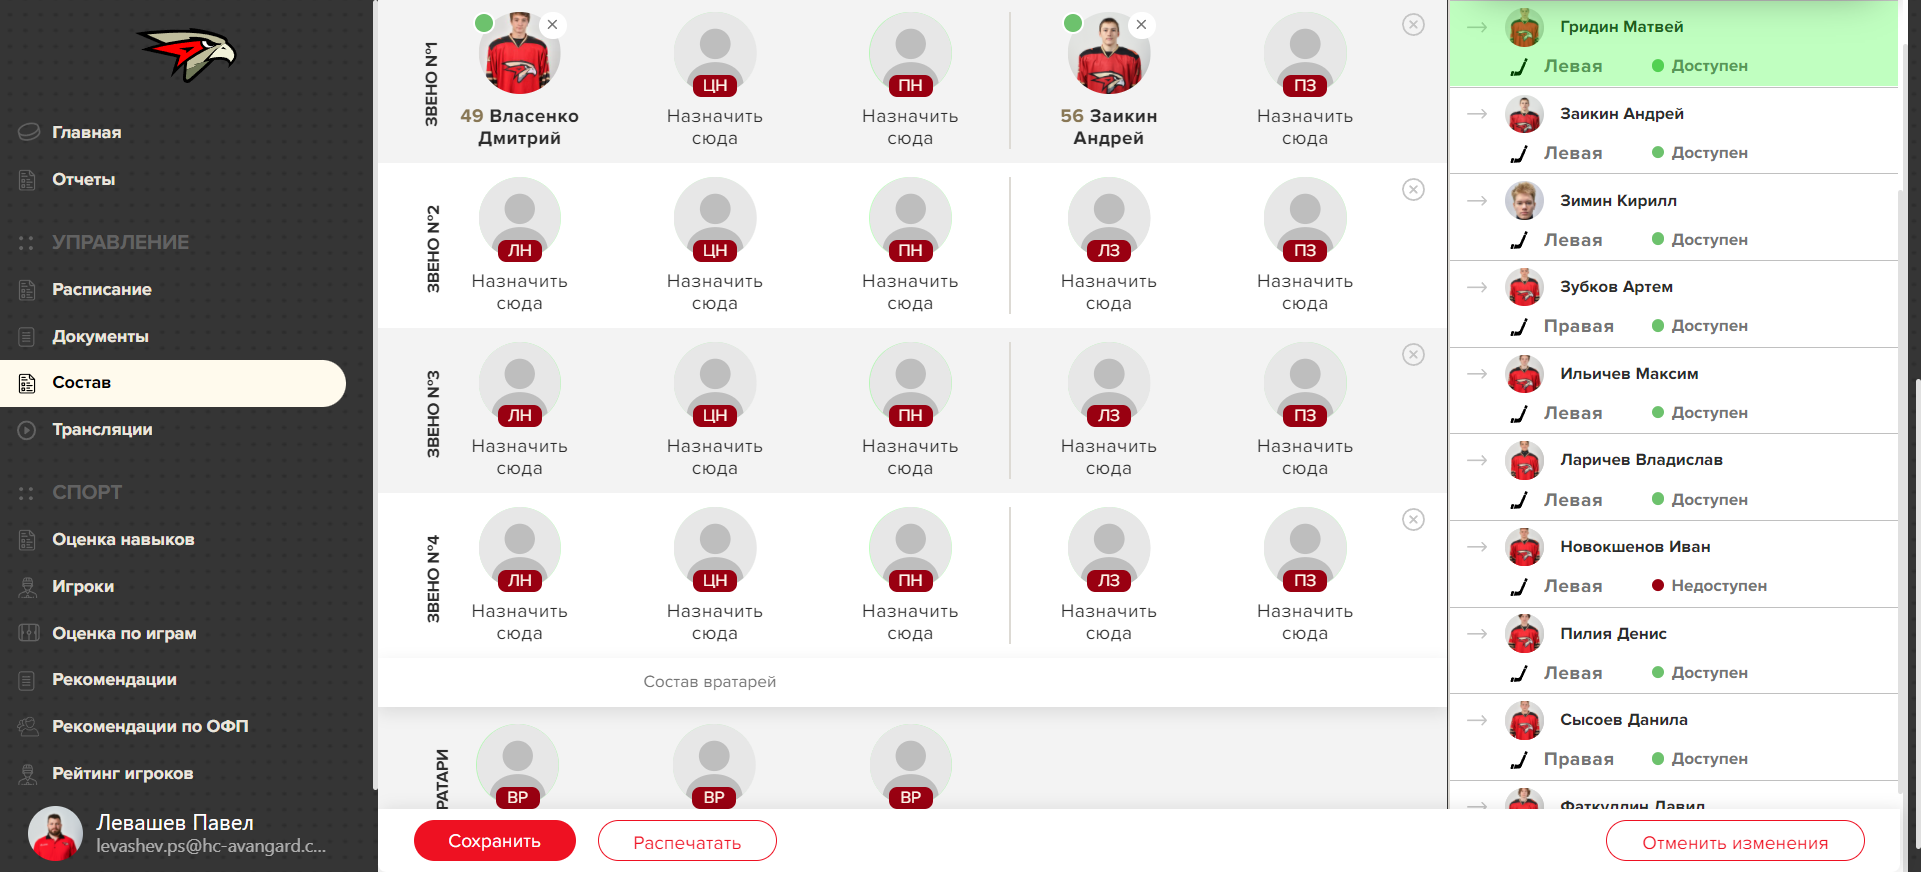 Главная
Отчеты
УПРАВЛЕНИЕ
Расписание
Документы
Состав
Трансляции
СПОРТ
Оценка навыков
Игроки
Оценка по играм
Рекомендации
Рекомендации по ОФП
Рейтинг игроков
Левашев Павел
levashev.ps@hc-avangard.c...
ЗВЕНО №1
49 Власенко
Дмитрий
ЦН
Назначить
сюда
ПН
Назначить
сюда
56 Заикин
Андрей
ПЗ
Назначить
сюда
ЗВЕНО №2
ЛН
Назначить
сюда
ЦН
Назначить
сюда
ПН
Назначить
сюда
ЛЗ
Назначить
сюда
ПЗ
Назначить
сюда
ЗВЕНО №3
ЛН
Назначить
сюда
ЦН
Назначить
сюда
ПН
Назначить
сюда
ЛЗ
Назначить
сюда
ПЗ
Назначить
сюда
ЗВЕНО №4
ЛН
Назначить
сюда
ЦН
Назначить
сюда
ПН
Назначить
сюда
ЛЗ
Назначить
сюда
ПЗ
Назначить
сюда
Состав вратарей
РАТАРИ
ВР
ВР
ВР
Сохранить
Распечатать
Отменить изменения
Гридин Матвей
Левая
Доступен
Заикин Андрей
Левая
Доступен
Зимин Кирилл
Левая
Доступен
Зубков Артем
Правая
Доступен
Ильичев Максим
Левая
Доступен
Ларичев Владислав
Левая
Доступен
Новокшенов Иван
Левая
Недоступен
Пилия Денис
Левая
Доступен
Сысоев Данила
Правая
Доступен
Фаткуллин Давид